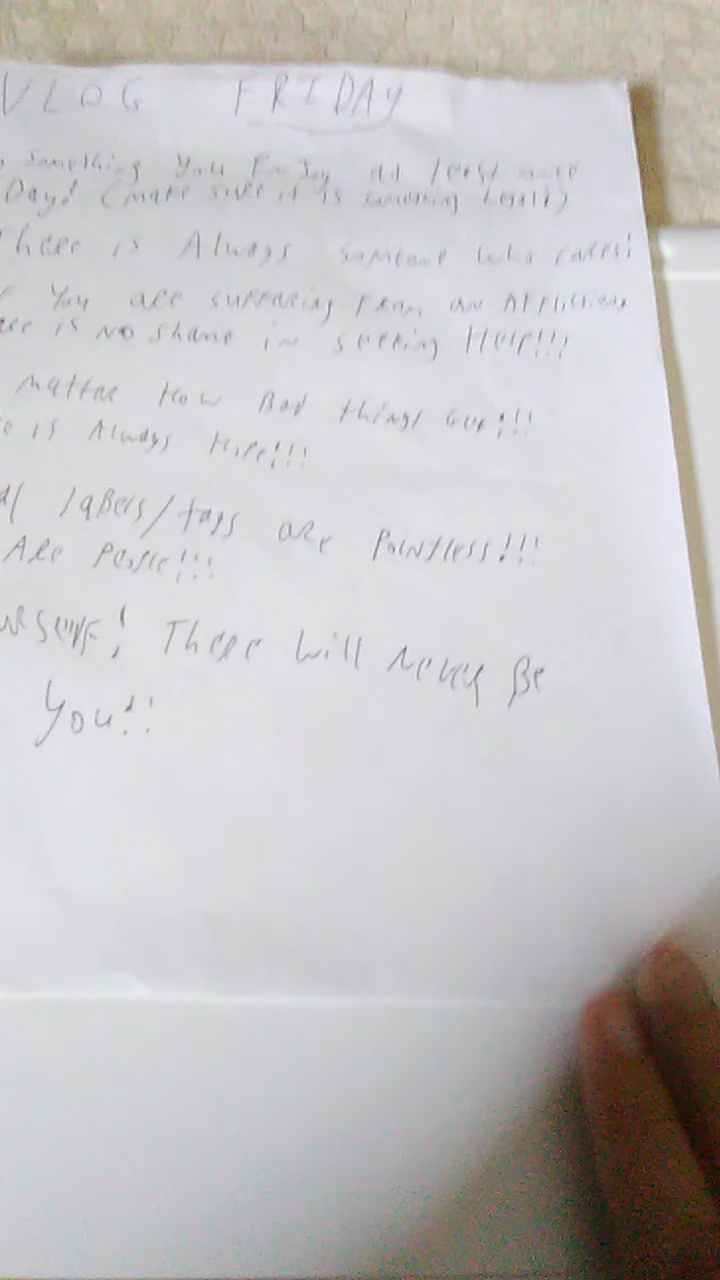 VLOG FRIDAY
something You Enjoy at least once
Day! (make sure it is something Legal!)
There is Always someone who cares!
You are suffering From an Affliction,
is No Shame in seeking Help!!!
matter How Bad things Get!!!
is Always Hope!!!
labels/tags are Pointless!!!
Are People!!!
There will Never Be
You!!